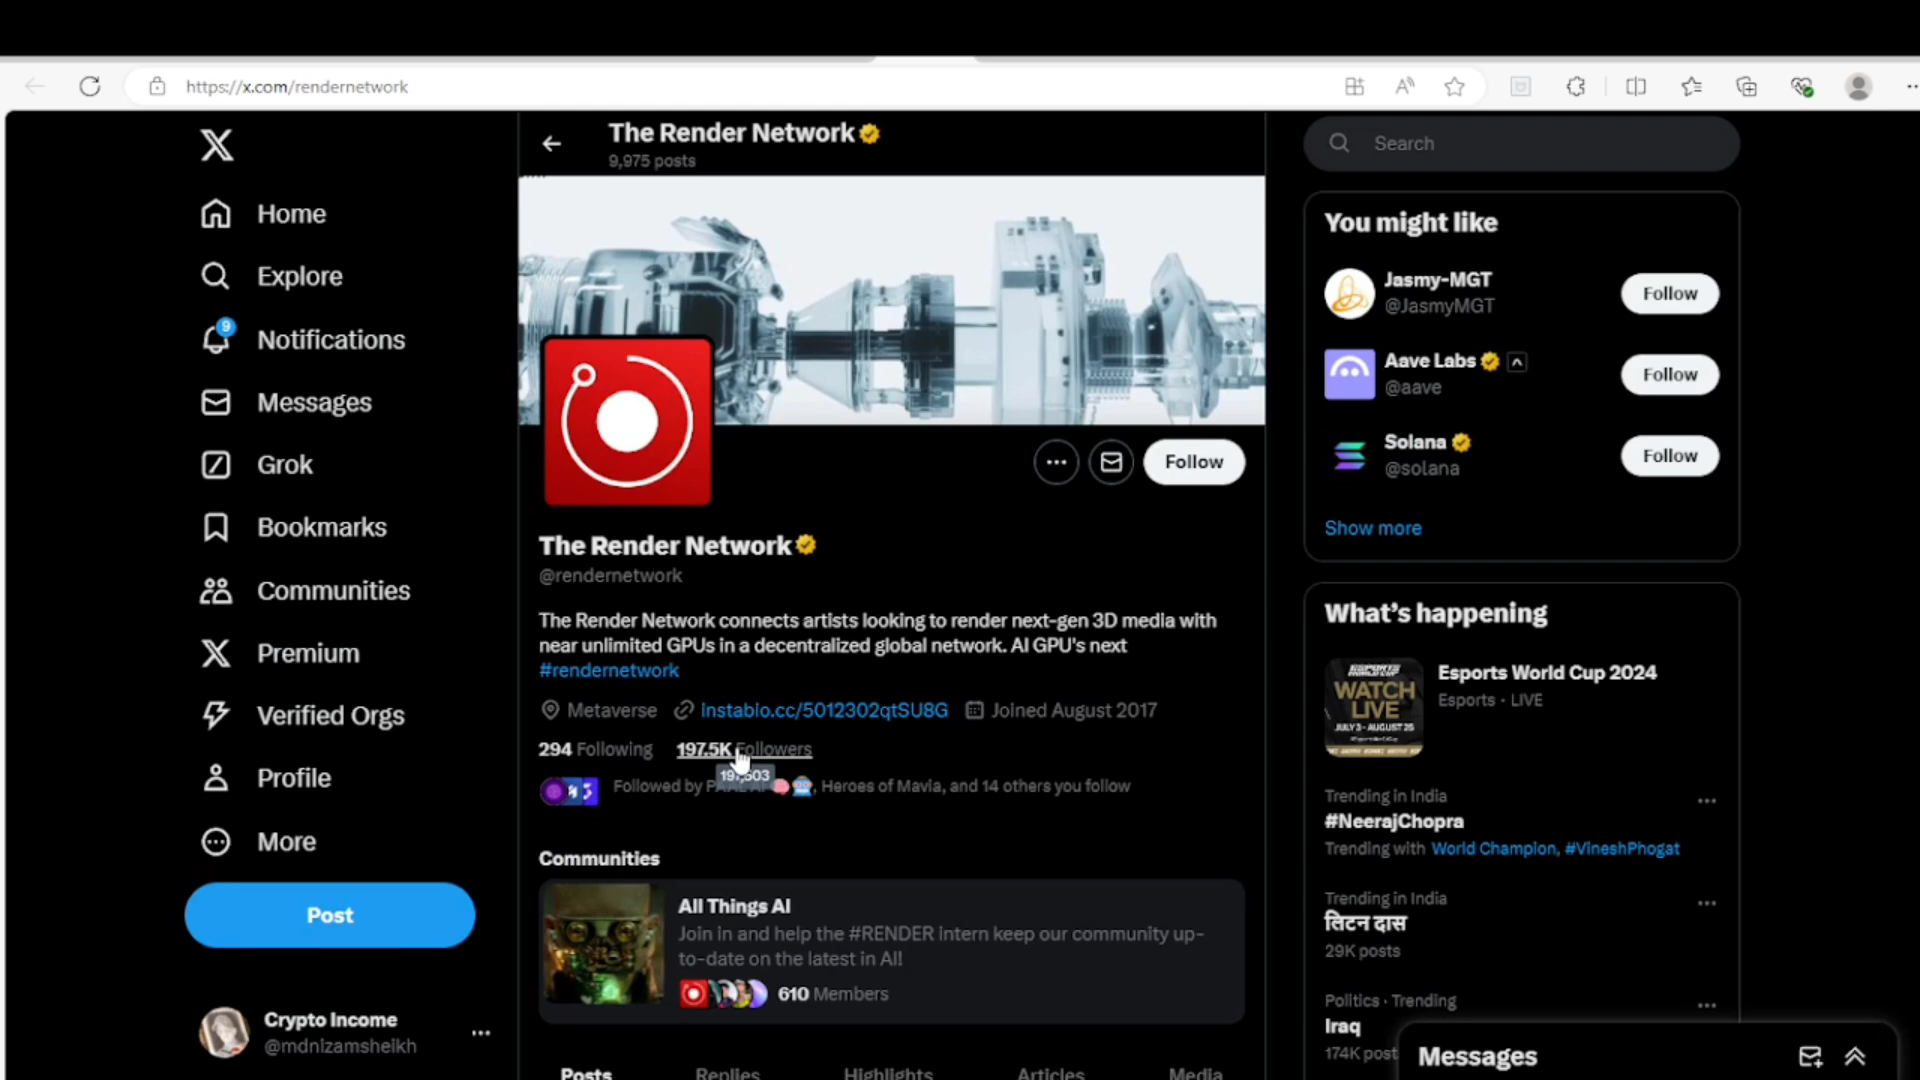 https://x.com/rendernetwork
The Render Network
9,975 posts
Search
Home
Explore
9
Notifications
Messages
Grok
Bookmarks
Communities
Premium
Verified Orgs
Profile
More
Post
Crypto Income
@mdnizamsheikh
Follow
The Render Network
@rendernetwork
The Render Network connects artists looking to render next-gen 3D media with
near unlimited GPUs in a decentralized global network. AI GPU's next
#rendernetwork
Metaverse instabio.cc/5012302qtSU8G Joined August 2017
294 Following 197.5K Followers
197,503
Followed by PAAL AI, Heroes of Mavia, and 14 others you follow
Communities
All Things AI
Join in and help the #RENDER intern keep our community up-
to-date on the latest in AI!
610 Members
Posts Replies Highlights Articles Media
You might like
Jasmy-MGT
@JasmyMGT
Follow
Aave Labs
@aave
Follow
Solana
@solana
Follow
Show more
What's happening
ESPORTS
WORLD CUP
WATCH
LIVE
JULY 3 - AUGUST 25
Esports World Cup 2024
Esports · LIVE
Trending in India
#NeerajChopra
Trending with World Champion, #VineshPhogat
Trending in India
लिटन दास
29K posts
Politics · Trending
Iraq
174K post
Messages